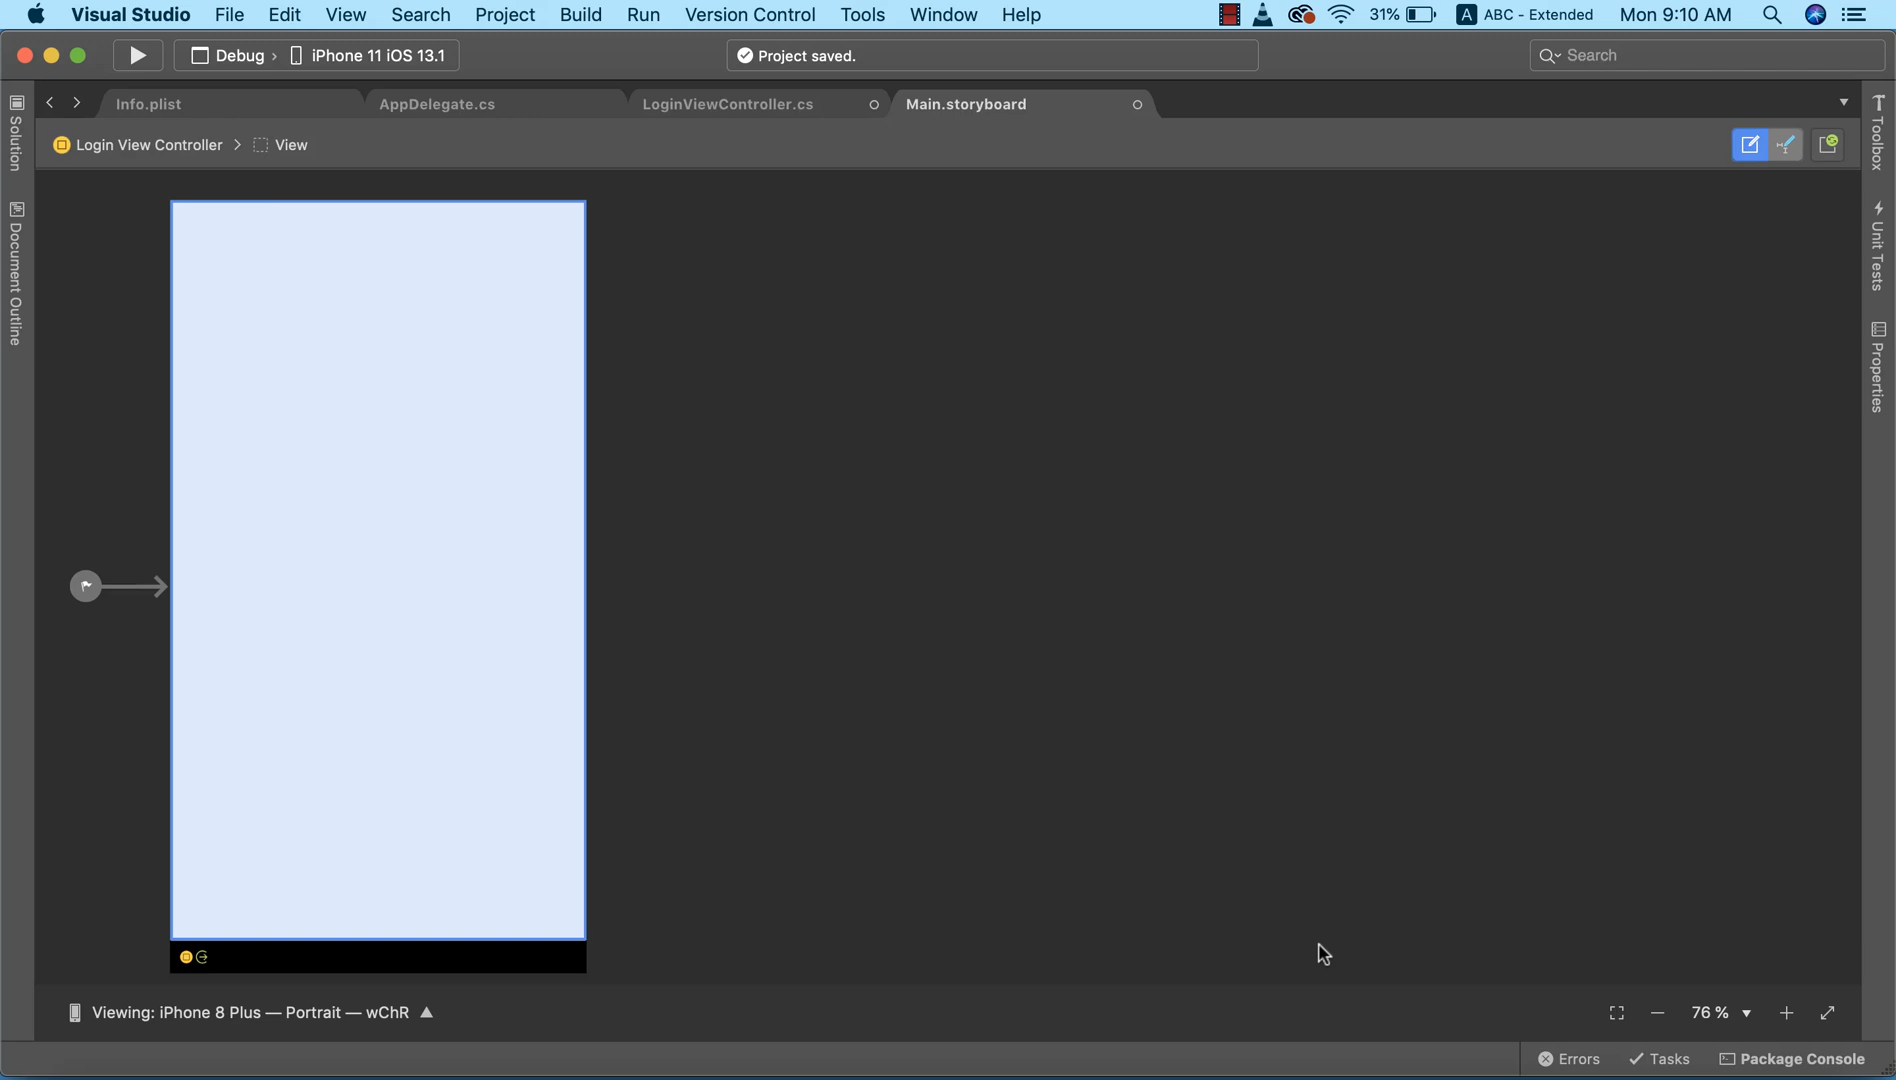 Visual Studio File Edit View Search Project Build Run Version Control Tools Window Help 31% A ABC - Extended Mon 9:10 AM
Debug › iPhone 11 iOS 13.1 Project saved. Search
Info.plist AppDelegate.cs LoginViewController.cs Main.storyboard
Login View Controller > View
Solution
Document Outline
Toolbox
Unit Tests
Properties
Viewing: iPhone 8 Plus — Portrait — wChR 76 %
Errors Tasks Package Console